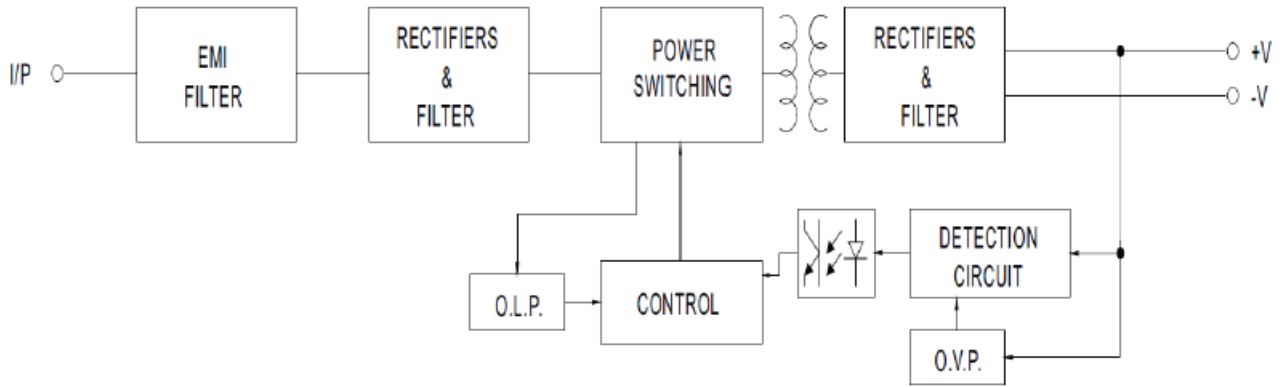 I/P
EMI
FILTER
RECTIFIERS
&
FILTER
POWER
SWITCHING
RECTIFIERS
&
FILTER
+V
-V
O.L.P.
CONTROL
DETECTION
CIRCUIT
O.V.P.